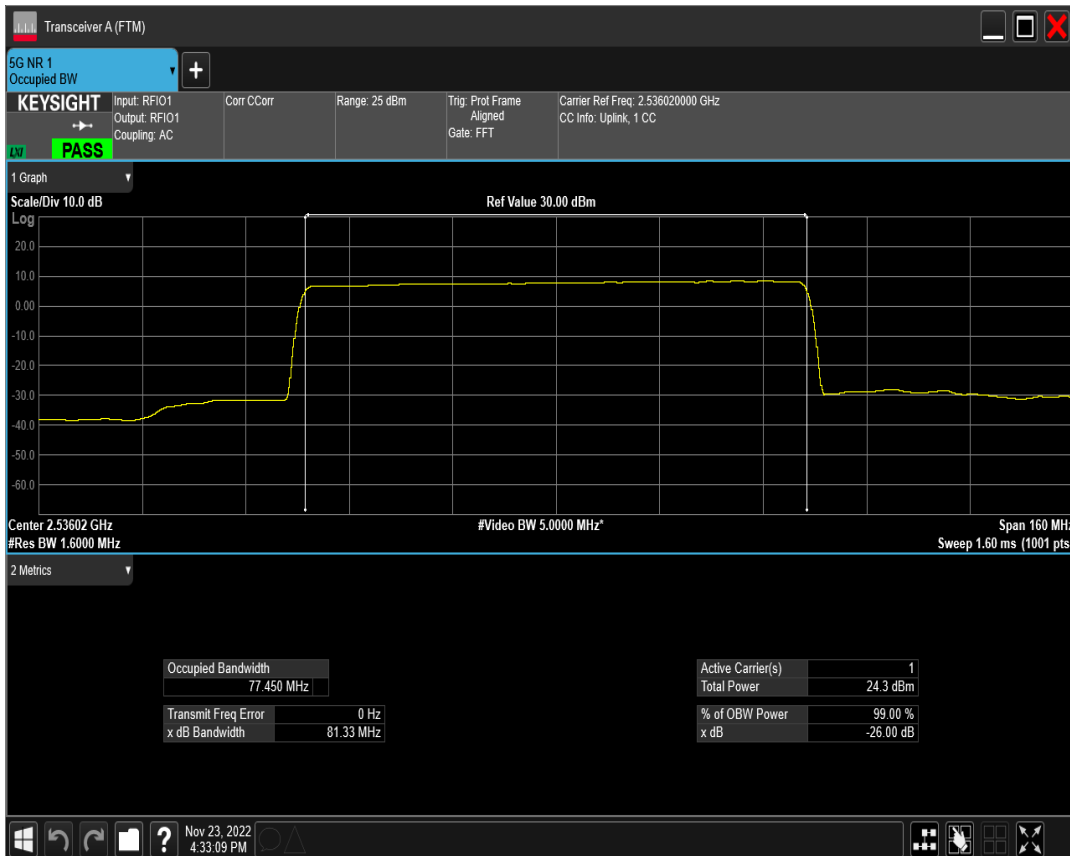 Transceiver A (FTM)
5G NR 1
Occupied BW
+
KEYSIGHT
LXI
PASS
Input: RFIO1
Output: RFIO1
Coupling: AC
Corr CCorr
Range: 25 dBm
Trig: Prot Frame
Aligned
Gate: FFT
Carrier Ref Freq: 2.536020000 GHz
CC Info: Uplink, 1 CC
1 Graph
Scale/Div 10.0 dB
Ref Value 30.00 dBm
Log
20.0
10.0
0.00
-10.0
-20.0
-30.0
-40.0
-50.0
-60.0
Center 2.53602 GHz
#Video BW 5.0000 MHz*
Span 160 MHz
#Res BW 1.6000 MHz
Sweep 1.60 ms (1001 pts
2 Metrics
Occupied Bandwidth
77.450 MHz
Transmit Freq Error 0 Hz
x dB Bandwidth 81.33 MHz
Active Carrier(s) 1
Total Power 24.3 dBm
% of OBW Power 99.00 %
x dB -26.00 dB
?
Nov 23, 2022
4:33:09 PM